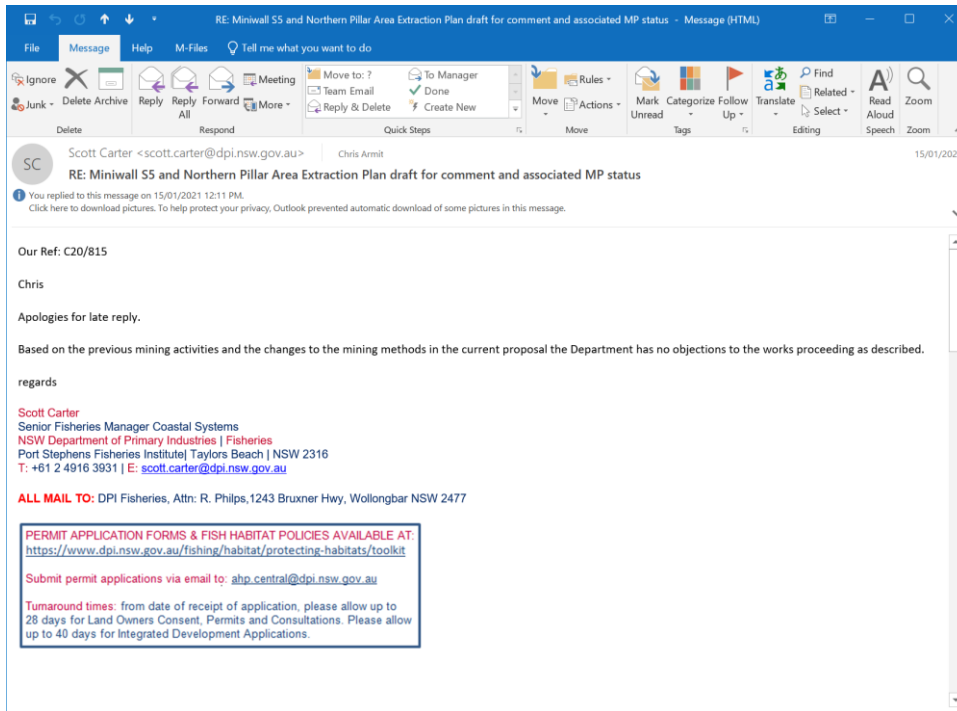 RE: Miniwall S5 and Northern Pillar Area Extraction Plan draft for comment and associated MP status - Message (HTML)
File Message Help M-Files Tell me what you want to do
Ignore
Junk
Delete
Archive
Reply
Reply All
Forward
Meeting
More
Move to: ?
Team Email
Reply & Delete
To Manager
Done
Create New
Move
Rules
Actions
Mark Unread
Categorize
Follow Up
Translate
Find
Related
Select
Read Aloud
Zoom
Delete Respond Quick Steps Move Tags Editing Speech Zoom
SC
Scott Carter <scott.carter@dpi.nsw.gov.au> Chris Armit 15/01/202
RE: Miniwall S5 and Northern Pillar Area Extraction Plan draft for comment and associated MP status
You replied to this message on 15/01/2021 12:11 PM.
Click here to download pictures. To help protect your privacy, Outlook prevented automatic download of some pictures in this message.
Our Ref: C20/815
Chris
Apologies for late reply.
Based on the previous mining activities and the changes to the mining methods in the current proposal the Department has no objections to the works proceeding as described.
regards
Scott Carter
Senior Fisheries Manager Coastal Systems
NSW Department of Primary Industries | Fisheries
Port Stephens Fisheries Institute| Taylors Beach | NSW 2316
T: +61 2 4916 3931 | E: scott.carter@dpi.nsw.gov.au
ALL MAIL TO: DPI Fisheries, Attn: R. Philps,1243 Bruxner Hwy, Wollongbar NSW 2477
PERMIT APPLICATION FORMS & FISH HABITAT POLICIES AVAILABLE AT:
https://www.dpi.nsw.gov.au/fishing/habitat/protecting-habitats/toolkit
Submit permit applications via email to: ahp.central@dpi.nsw.gov.au
Turnaround times: from date of receipt of application, please allow up to
28 days for Land Owners Consent, Permits and Consultations. Please allow
up to 40 days for Integrated Development Applications.